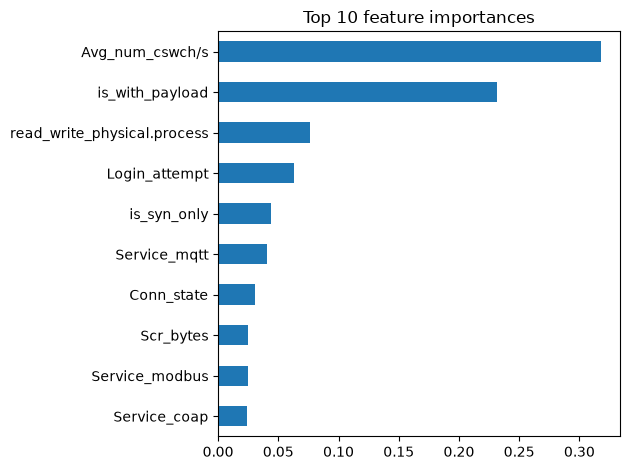 Top 10 feature importances
Avg_num_cswch/s
is_with_payload
read_write_physical.process
Login_attempt
is_syn_only
Service_mqtt
Conn_state
Scr_bytes
Service_modbus
Service_coap
0.00 0.05 0.10 0.15 0.20 0.25 0.30